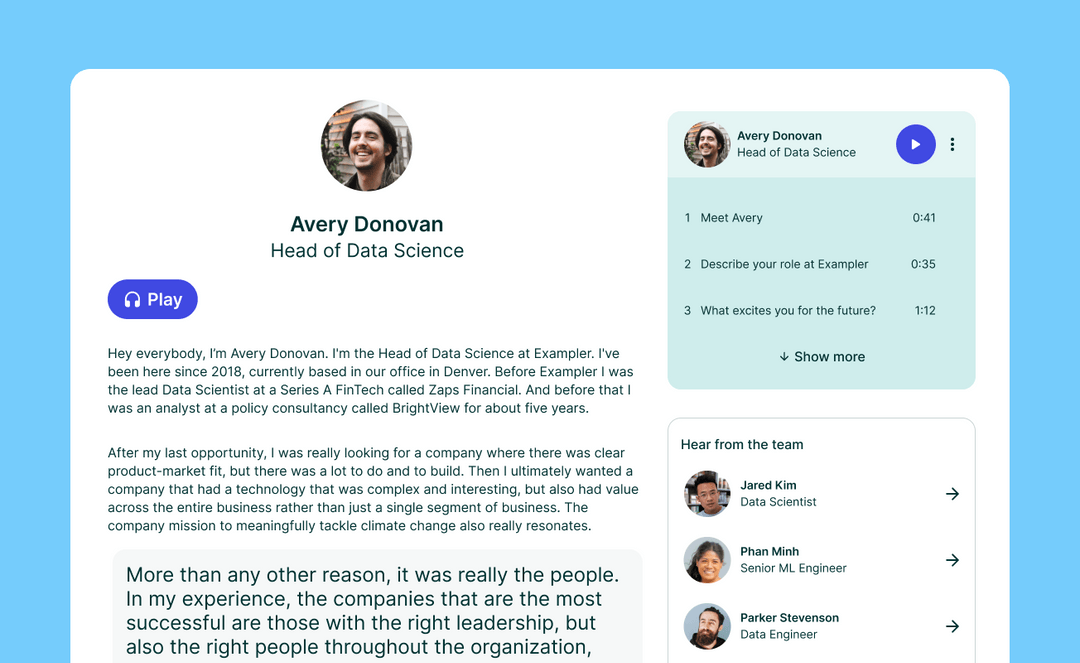 Avery Donovan
Head of Data Science
Play
Hey everybody, I’m Avery Donovan. I'm the Head of Data Science at Exampler. I've
been here since 2018, currently based in our office in Denver. Before Exampler I was
the lead Data Scientist at a Series A FinTech called Zaps Financial. And before that I
was an analyst at a policy consultancy called BrightView for about five years.
After my last opportunity, I was really looking for a company where there was clear
product-market fit, but there was a lot to do and to build. Then I ultimately wanted a
company that had a technology that was complex and interesting, but also had value
across the entire business rather than just a single segment of business. The
company mission to meaningfully tackle climate change also really resonates.
More than any other reason, it was really the people.
In my experience, the companies that are the most
successful are those with the right leadership, but
also the right people throughout the organization,
Avery Donovan
Head of Data Science
1 Meet Avery 0:41
2 Describe your role at Exampler 0:35
3 What excites you for the future? 1:12
↓ Show more
Hear from the team
Jared Kim
Data Scientist
Phan Minh
Senior ML Engineer
Parker Stevenson
Data Engineer